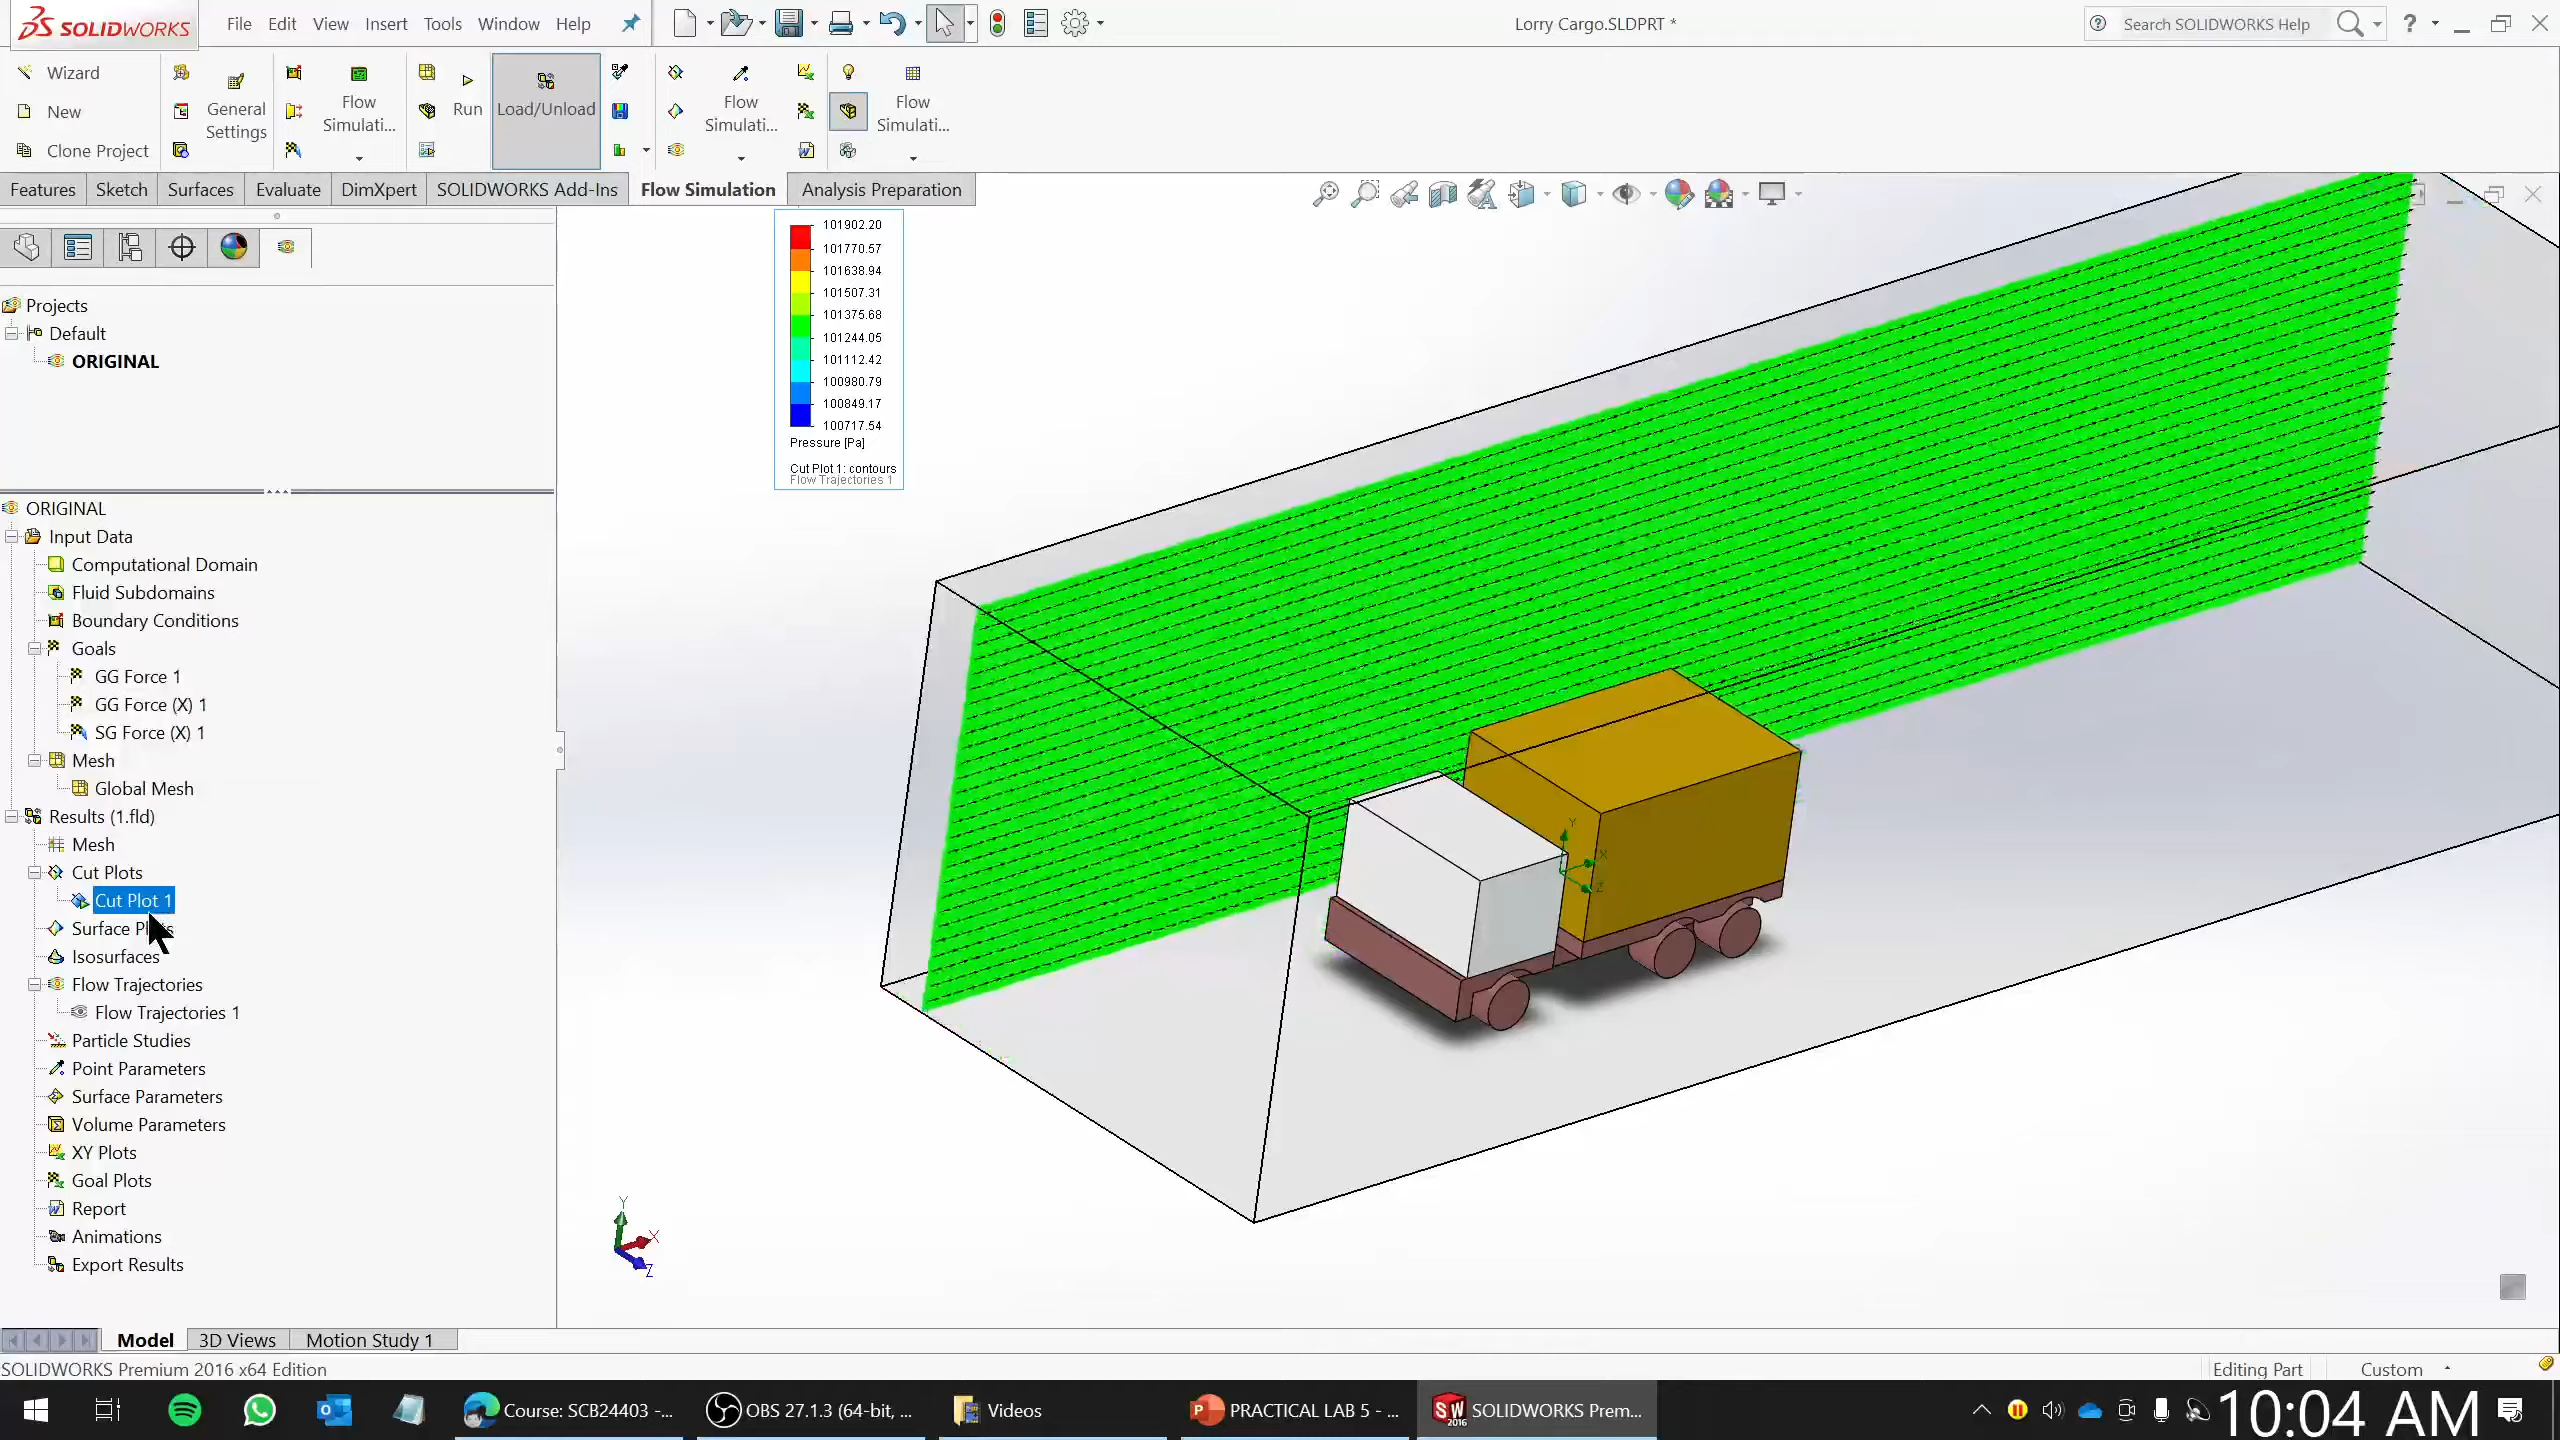 SOLIDWORKS File Edit View Insert Tools Window Help Lorry Cargo.SLDPRT * Search SOLIDWORKS Help
Wizard
New
Clone Project
General
Settings
Flow
Simulati...
Run
Load/Unload
Flow
Simulati...
Flow
Simulati...
Features Sketch Surfaces Evaluate DimXpert SOLIDWORKS Add-Ins Flow Simulation Analysis Preparation
Projects
Default
ORIGINAL
ORIGINAL
Input Data
Computational Domain
Fluid Subdomains
Boundary Conditions
Goals
GG Force 1
GG Force (X) 1
SG Force (X) 1
Mesh
Global Mesh
Results (1.fld)
Mesh
Cut Plots
Cut Plot 1
Surface Pl
Isosurfaces
Flow Trajectories
Flow Trajectories 1
Particle Studies
Point Parameters
Surface Parameters
Volume Parameters
XY Plots
Goal Plots
Report
Animations
Export Results
101902.20
101770.57
101638.94
101507.31
101375.68
101244.05
101112.42
100980.79
100849.17
100717.54
Pressure [Pa]
Cut Plot 1: contours
Flow Trajectories 1
Y
X
Z
Y
X
Z
Model 3D Views Motion Study 1
SOLIDWORKS Premium 2016 x64 Edition Editing Part Custom
Course: SCB24403 -... OBS 27.1.3 (64-bit, ... Videos PRACTICAL LAB 5 - ... SOLIDWORKS Prem... 10:04 AM